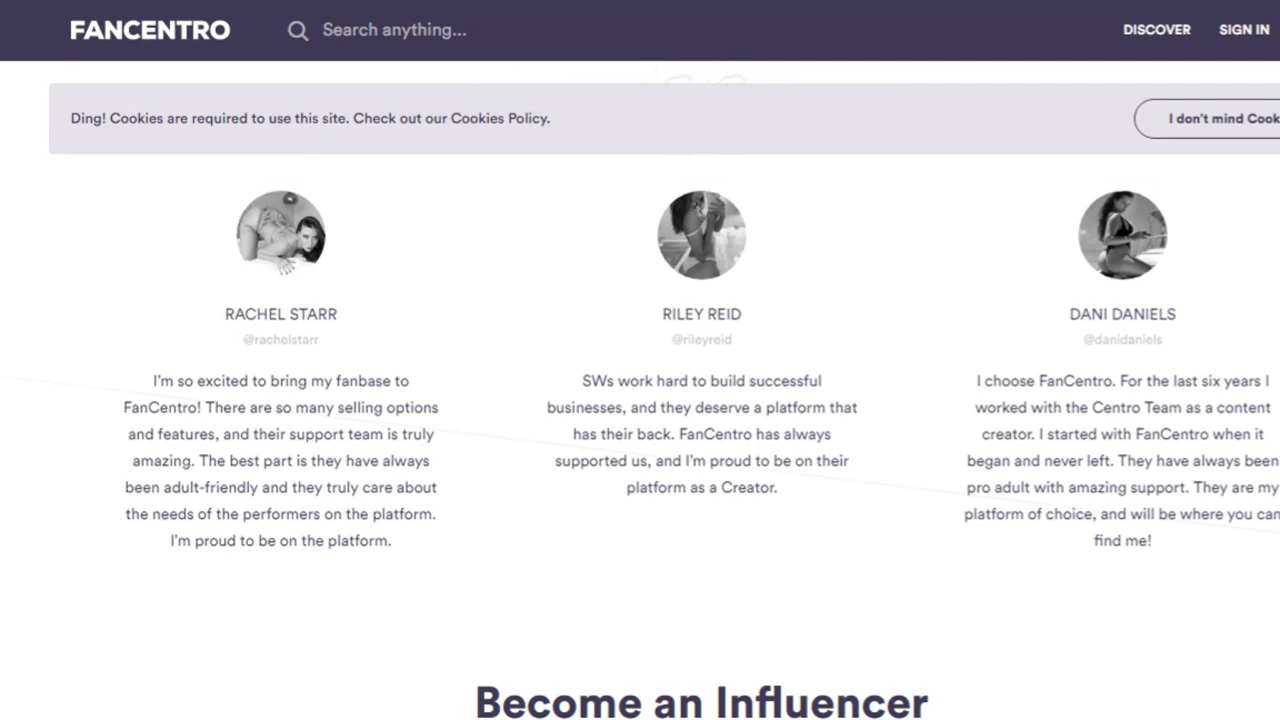 FANCENTRO
Search anything...
DISCOVER
SIGN IN
Ding! Cookies are required to use this site. Check out our Cookies Policy.
I don't mind Cook
RACHEL STARR
@rachelstarr
I'm so excited to bring my fanbase to
FanCentro! There are so many selling options
and features, and their support team is truly
amazing. The best part is they have always
been adult-friendly and they truly care about
the needs of the performers on the platform.
I'm proud to be on the platform.
RILEY REID
@rileyreid
SWs work hard to build successful
businesses, and they deserve a platform that
has their back. FanCentro has always
supported us, and I'm proud to be on their
platform as a Creator.
DANI DANIELS
@danidaniels
I choose FanCentro. For the last six years I
worked with the Centro Team as a content
creator. I started with FanCentro when it
began and never left. They have always been
pro adult with amazing support. They are my
platform of choice, and will be where you can
find me!
Become an Influencer